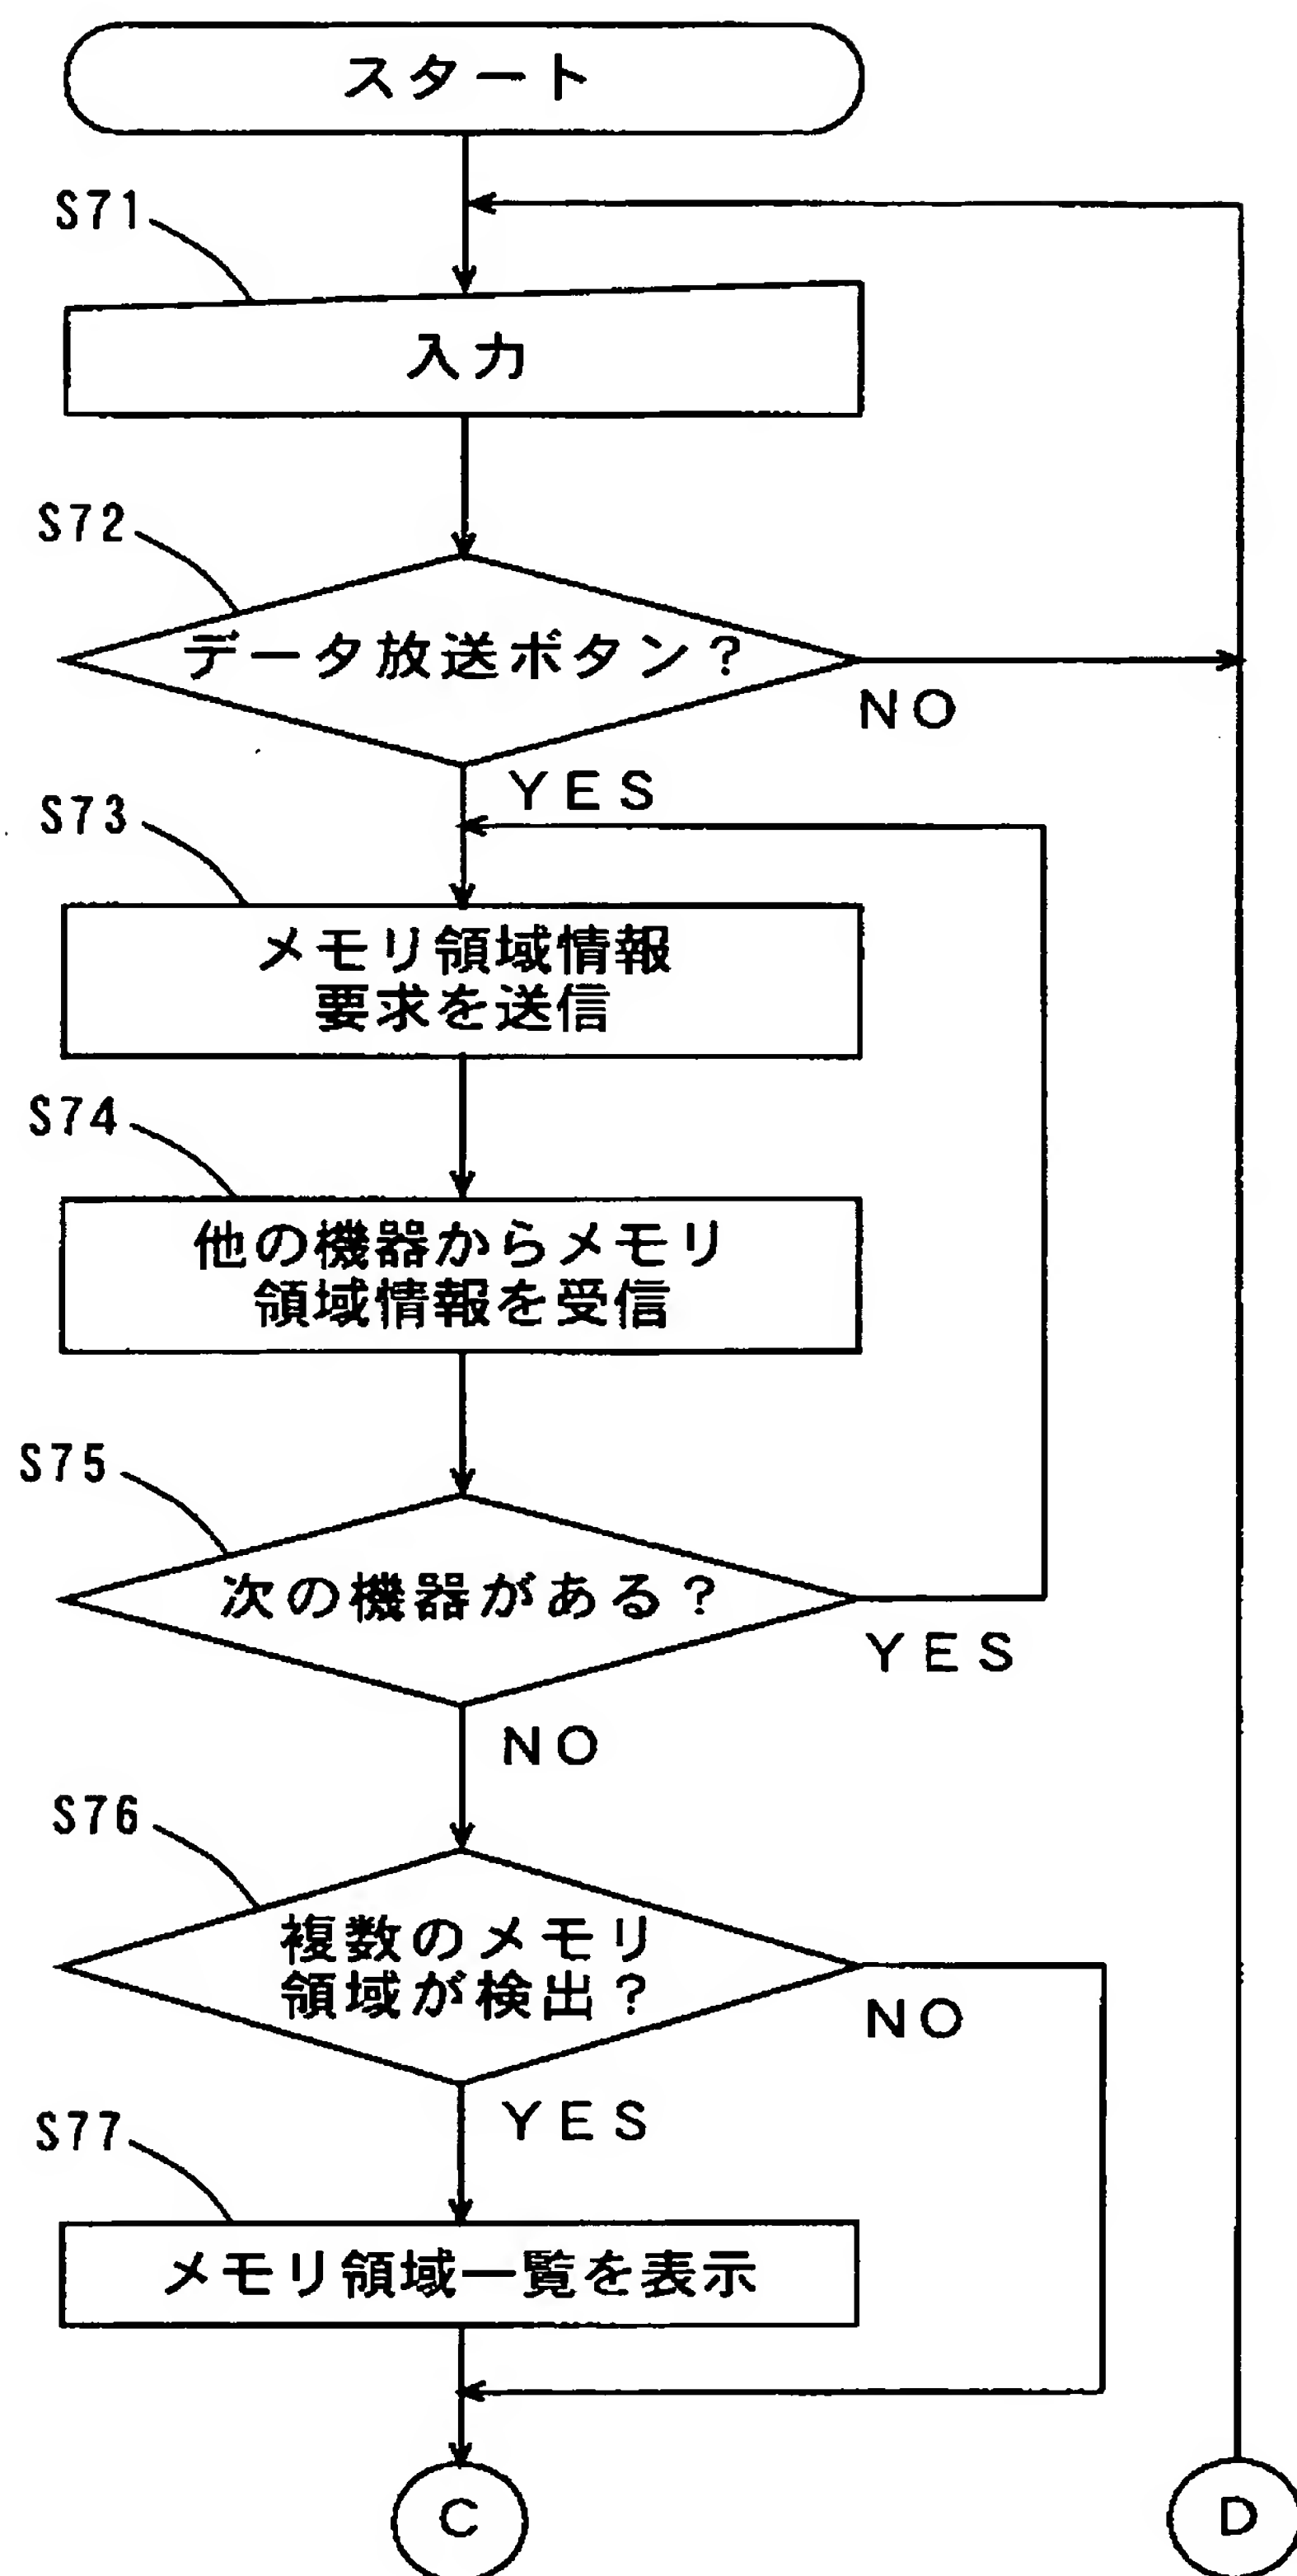 スタート
S71
入力
S72
データ放送ボタン？
NO
YES
S73
メモリ領域情報
要求を送信
S74
他の機器からメモリ
領域情報を受信
S75
次の機器がある？
YES
NO
S76
複数のメモリ
領域が検出？
NO
YES
S77
メモリ領域一覧を表示
C
D